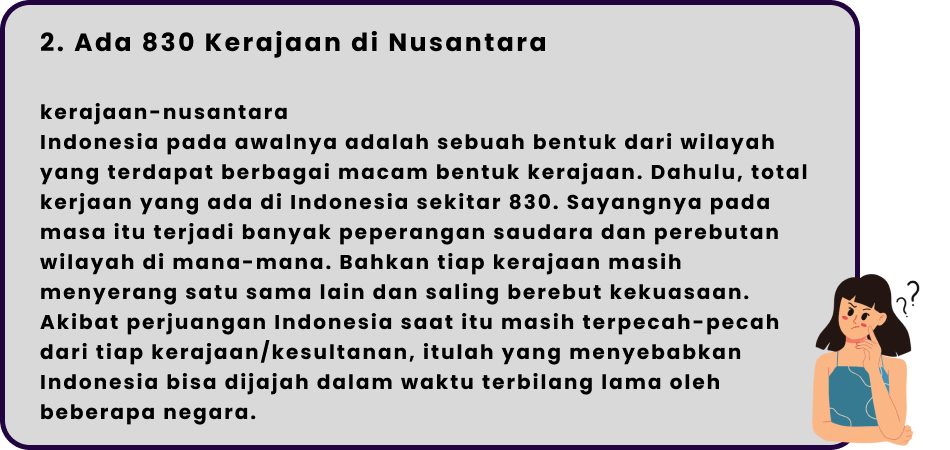 2. Ada 830 Kerajaan di Nusantara
kerajaan-nusantara
Indonesia pada awalnya adalah sebuah bentuk dari wilayah
yang terdapat berbagai macam bentuk kerajaan. Dahulu, total
kerjaan yang ada di Indonesia sekitar 830. Sayangnya pada
masa itu terjadi banyak peperangan saudara dan perebutan
wilayah di mana-mana. Bahkan tiap kerajaan masih
menyerang satu sama lain dan saling berebut kekuasaan.
Akibat perjuangan Indonesia saat itu masih terpecah-pecah
dari tiap kerajaan/kesultanan, itulah yang menyebabkan
Indonesia bisa dijajah dalam waktu terbilang lama oleh
beberapa negara.
??